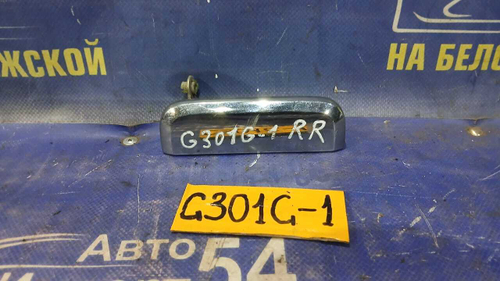 ЖСКОЙ
НА БЕЛО
G301G-1 RR
G301G-1
Авто
54